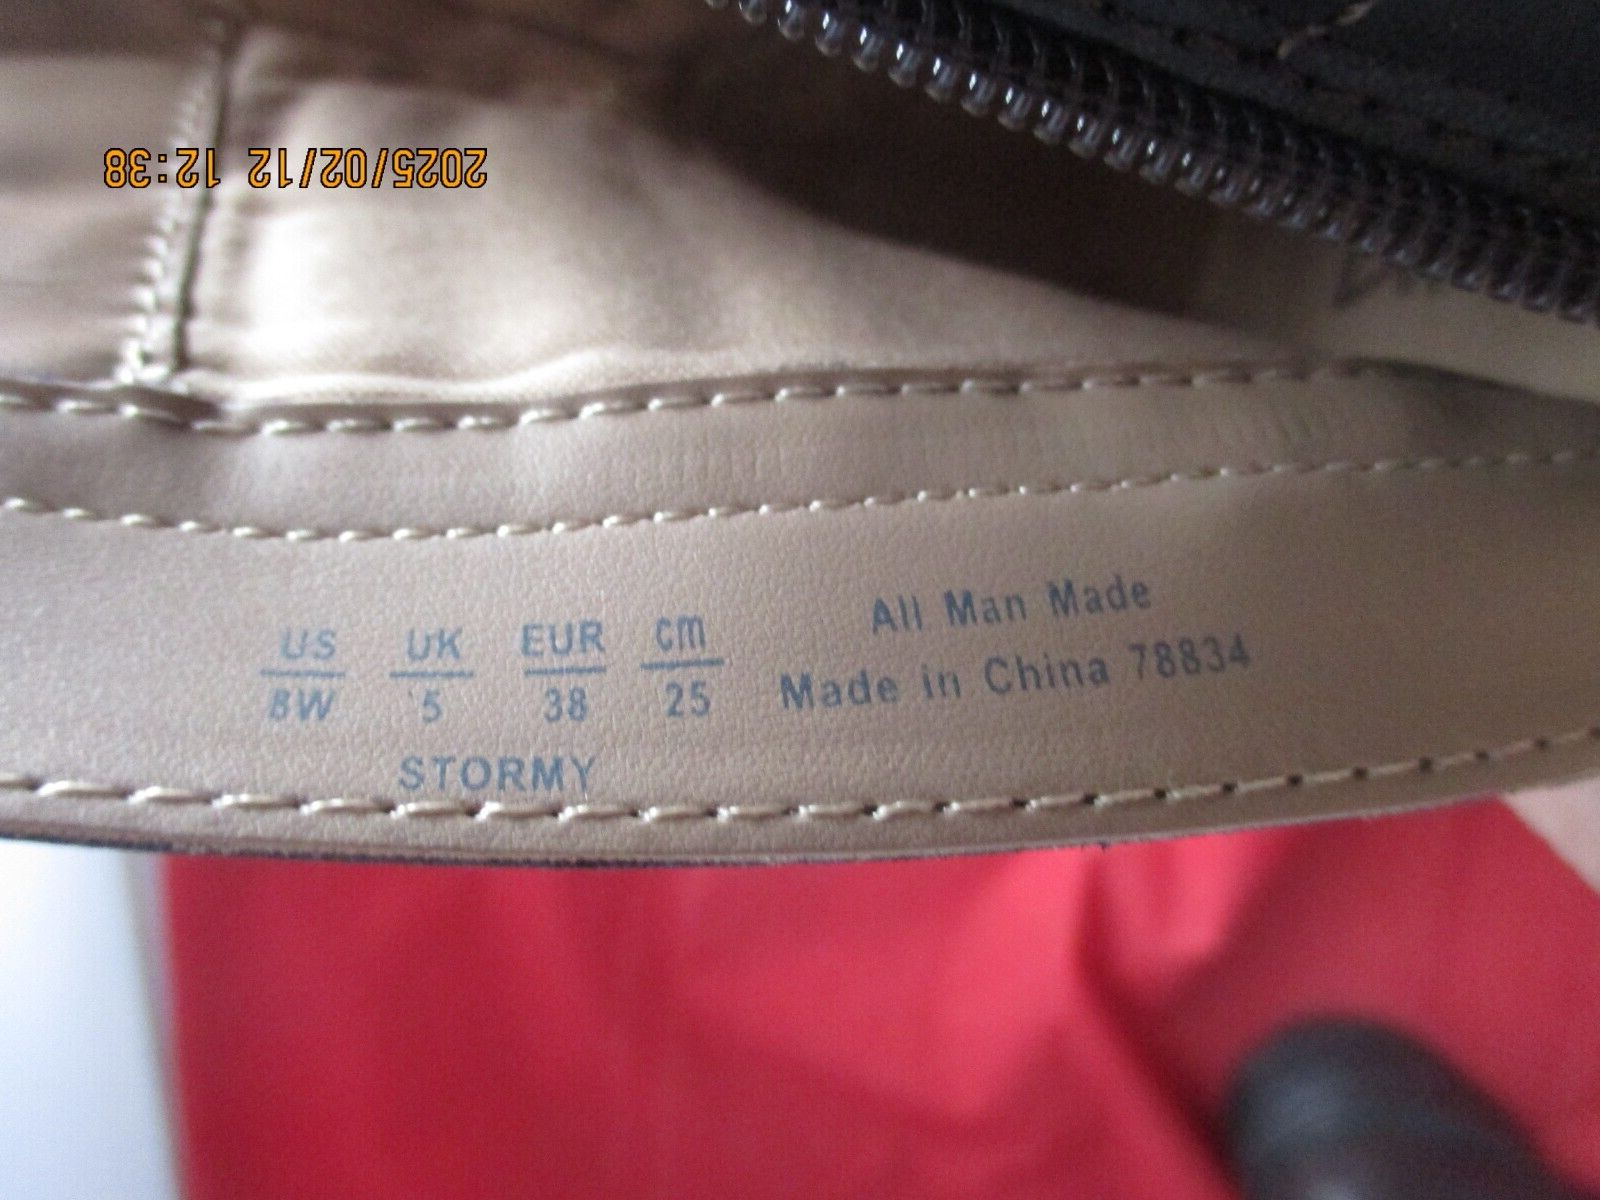 2025/02/12 12:38
US UK EUR cm
8W 5 38 25
STORMY
All Man Made
Made in China 78834